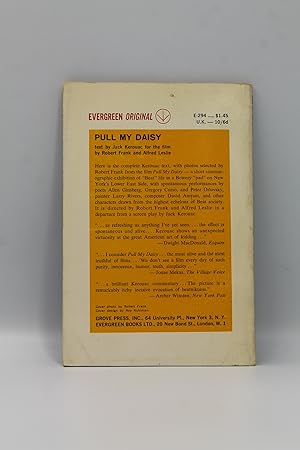 EVERGREEN ORIGINAL
E-294 — $1.45
U.K. — 10/6d
PULL MY DAISY
text by Jack Kerouac for the film
by Robert Frank and Alfred Leslie
Here is the complete Kerouac text, with photos selected by
Robert Frank from the film Pull My Daisy — a short cinema-
tographic exhibition of "Beat" life in a Bowery "pad" on New
York's Lower East Side, with spontaneous performances by
poets Allen Ginsberg, Gregory Corso, and Peter Orlovsky,
painter Larry Rivers, composer David Amram, and other
characters drawn from the highest echelons of Beat society.
It is directed by Robert Frank and Alfred Leslie in a
departure from a screen play by Jack Kerouac.
". . . as refreshing as anything I've yet seen. . . the effect is
spontaneous and alive. . . Kerouac shows an unexpected
virtuosity at the great American art of kidding. . ."
—Dwight MacDonald, Esquire
". . . I consider Pull My Daisy . . . the most alive and the most
truthful of films. . . We don't see a film every day of such
purity, innocence, humor, truth, simplicity . . ."
—Jonas Mekas, The Village Voice
". . . a brilliant Kerouac commentary. . . The picture is a
remarkably richly incisive evocation of beatnikism."
—Archer Winsten, New York Post
Cover photo by Robert Frank
Cover design by Roy Kuhlman
GROVE PRESS, INC., 64 University Pl., New York 3, N. Y.
EVERGREEN BOOKS LTD., 20 New Bond St., London, W. 1